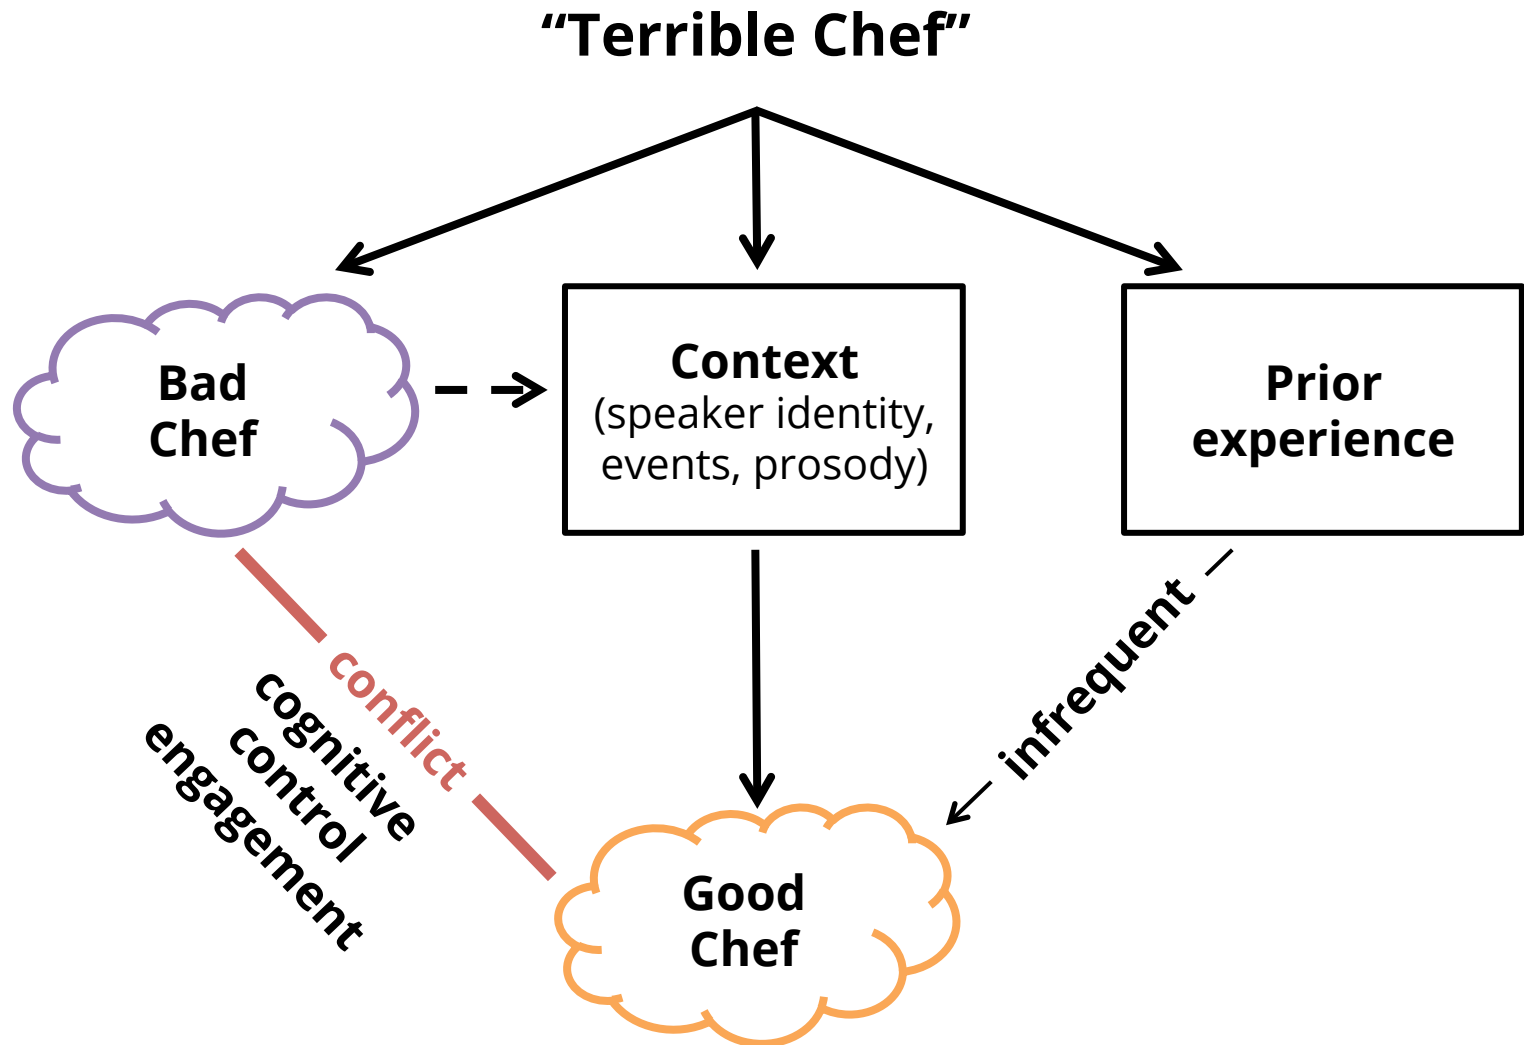 “Terrible Chef”
Bad
Chef
Context
(speaker identity,
events, prosody)
Prior
experience
conflict
cognitive
control
engagement
infrequent
Good
Chef